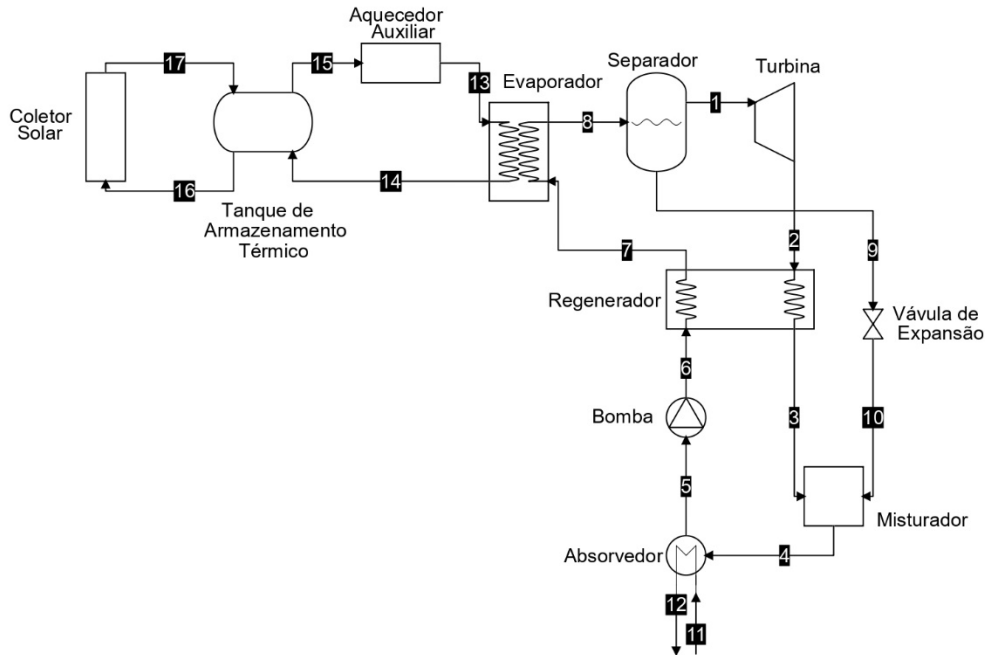 Aquecedor
Auxiliar
17
15
13
Evaporador
Separador
Turbina
1
8
Coletor
Solar
16
14
Tanque de
Armazenamento
Térmico
2
9
7
Regenerador
Vávula de
Expansão
6
Bomba
3
10
5
Misturador
Absorvedor
4
12
11